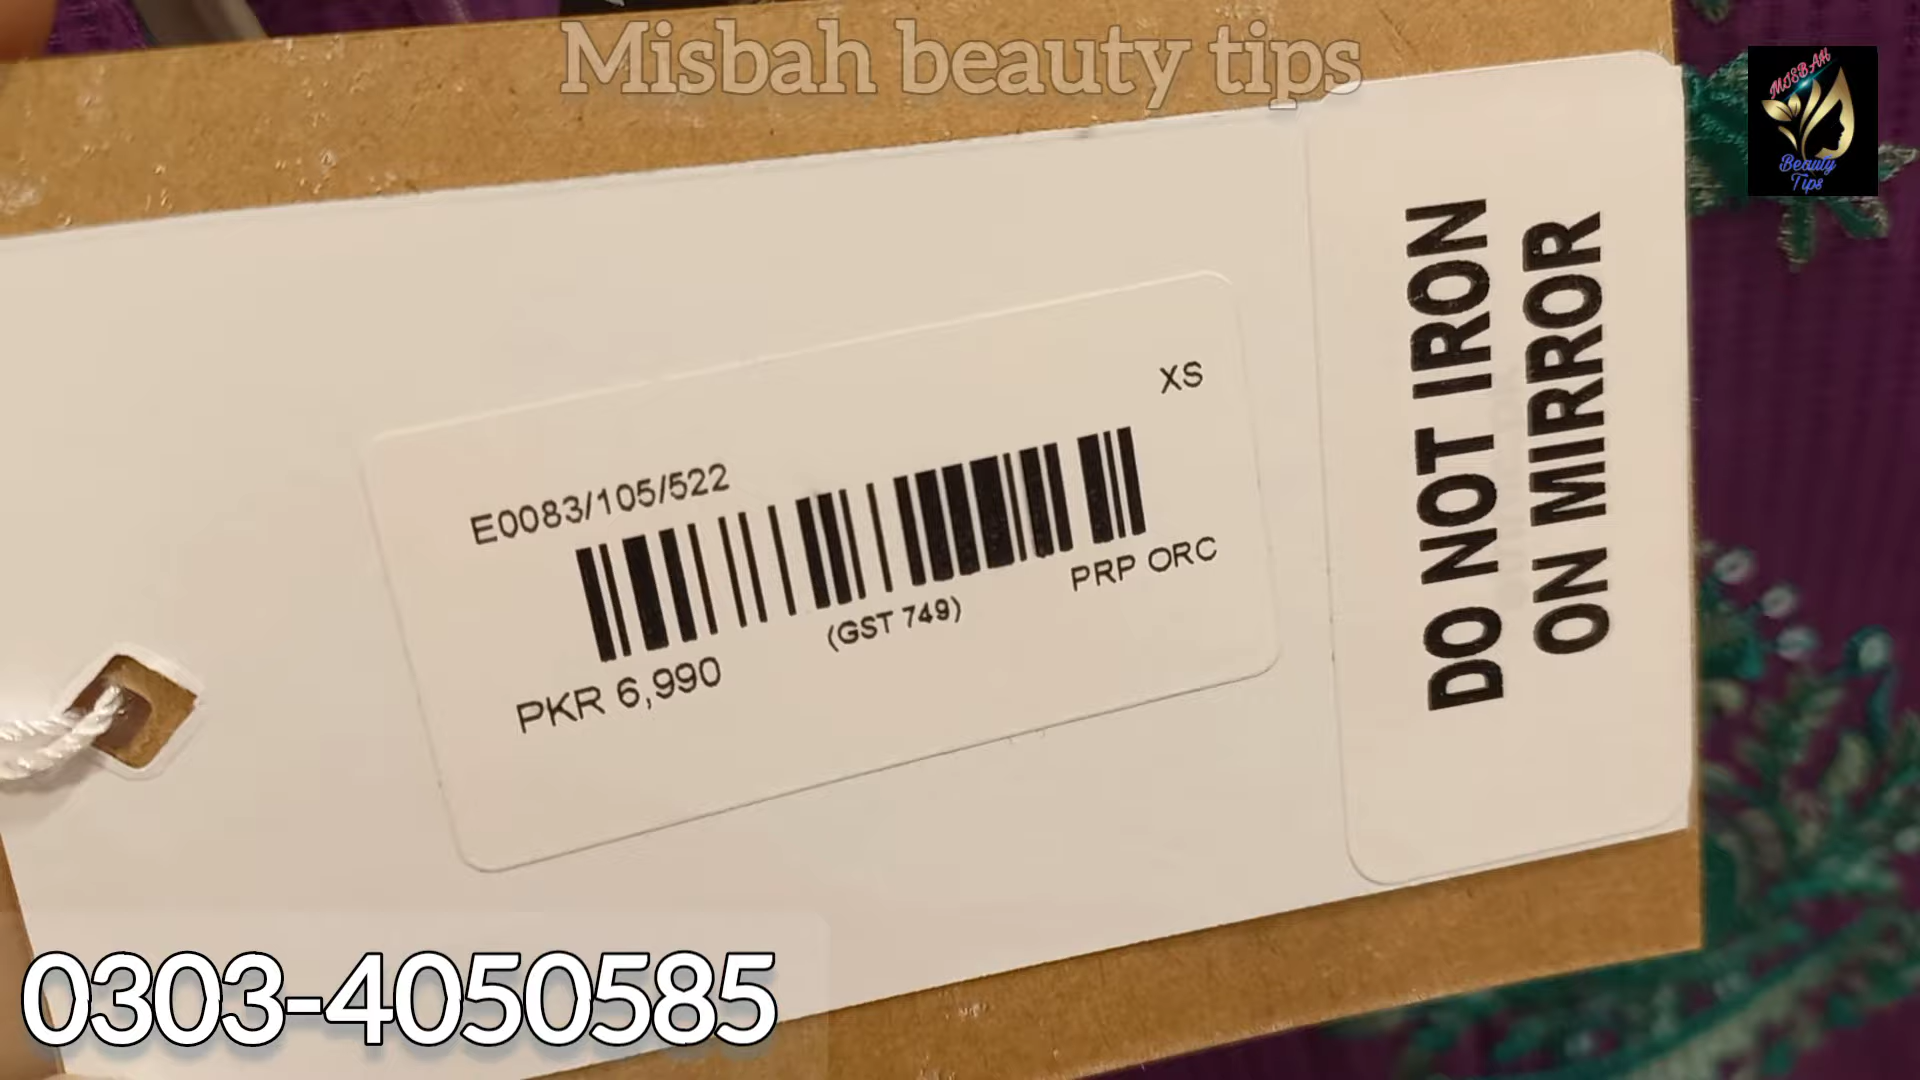 Misbah beauty tips
MISBAH
Beauty
Tips
XS
E0083/105/522
PRP ORC
(GST 749)
PKR 6,990
DO NOT IRON
ON MIRROR
0303-4050585